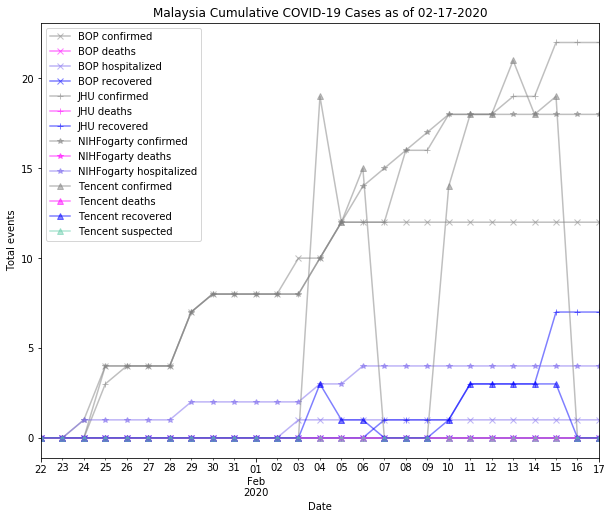 Malaysia Cumulative COVID-19 Cases as of 02-17-2020
BOP confirmed
BOP deaths
BOP hospitalized
BOP recovered
JHU confirmed
JHU deaths
JHU recovered
NIHFogarty confirmed
NIHFogarty deaths
NIHFogarty hospitalized
Tencent confirmed
Tencent deaths
Tencent recovered
Tencent suspected
Total events
20
15
10
5
0
22 23 24 25 26 27 28 29 30 31 01 02 03 04 05 06 07 08 09 10 11 12 13 14 15 16 17
Feb
2020
Date